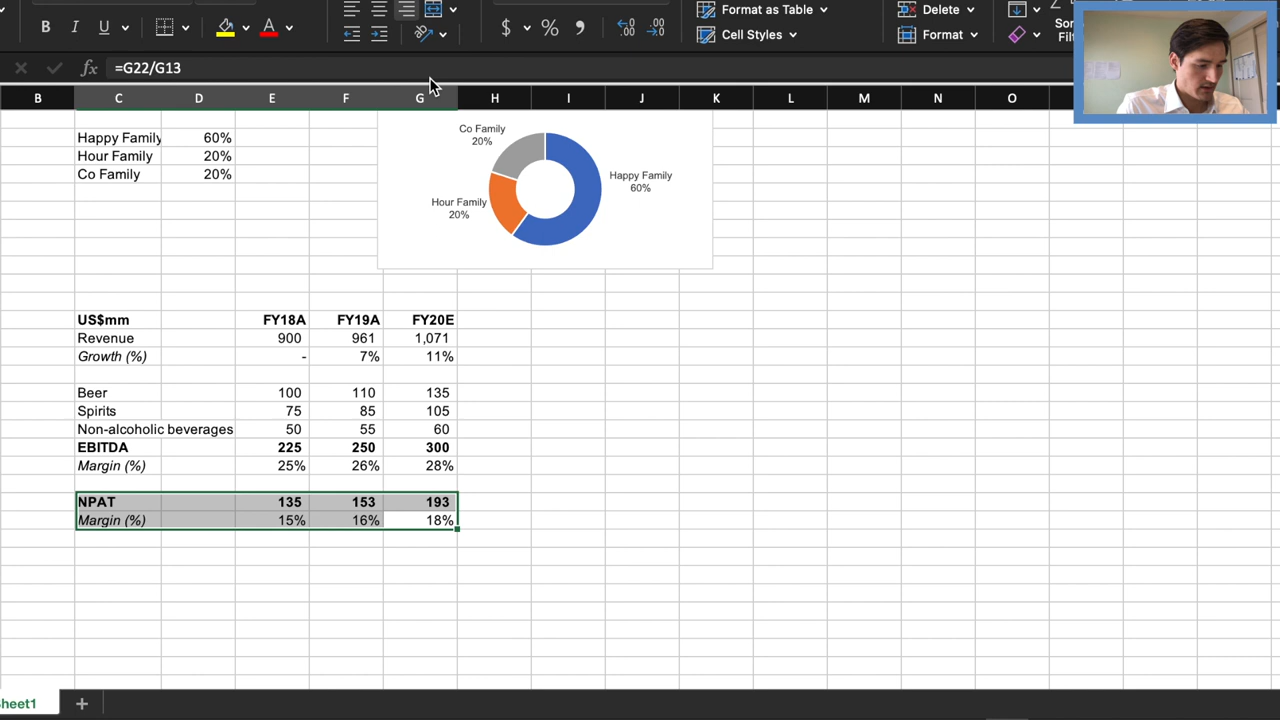 Format as Table
Delete
B I U A $ % , .00
Cell Styles
Format
fx =G22/G13
B C D E F G H I J K L M N O
Happy Family 60%
Hour Family 20%
Co Family 20%
Co Family
20%
Happy Family
60%
Hour Family
20%
US$mm FY18A FY19A FY20E
Revenue 900 961 1,071
Growth (%) - 7% 11%
Beer 100 110 135
Spirits 75 85 105
Non-alcoholic beverages 50 55 60
EBITDA 225 250 300
Margin (%) 25% 26% 28%
NPAT 135 153 193
Margin (%) 15% 16% 18%
heet1 +